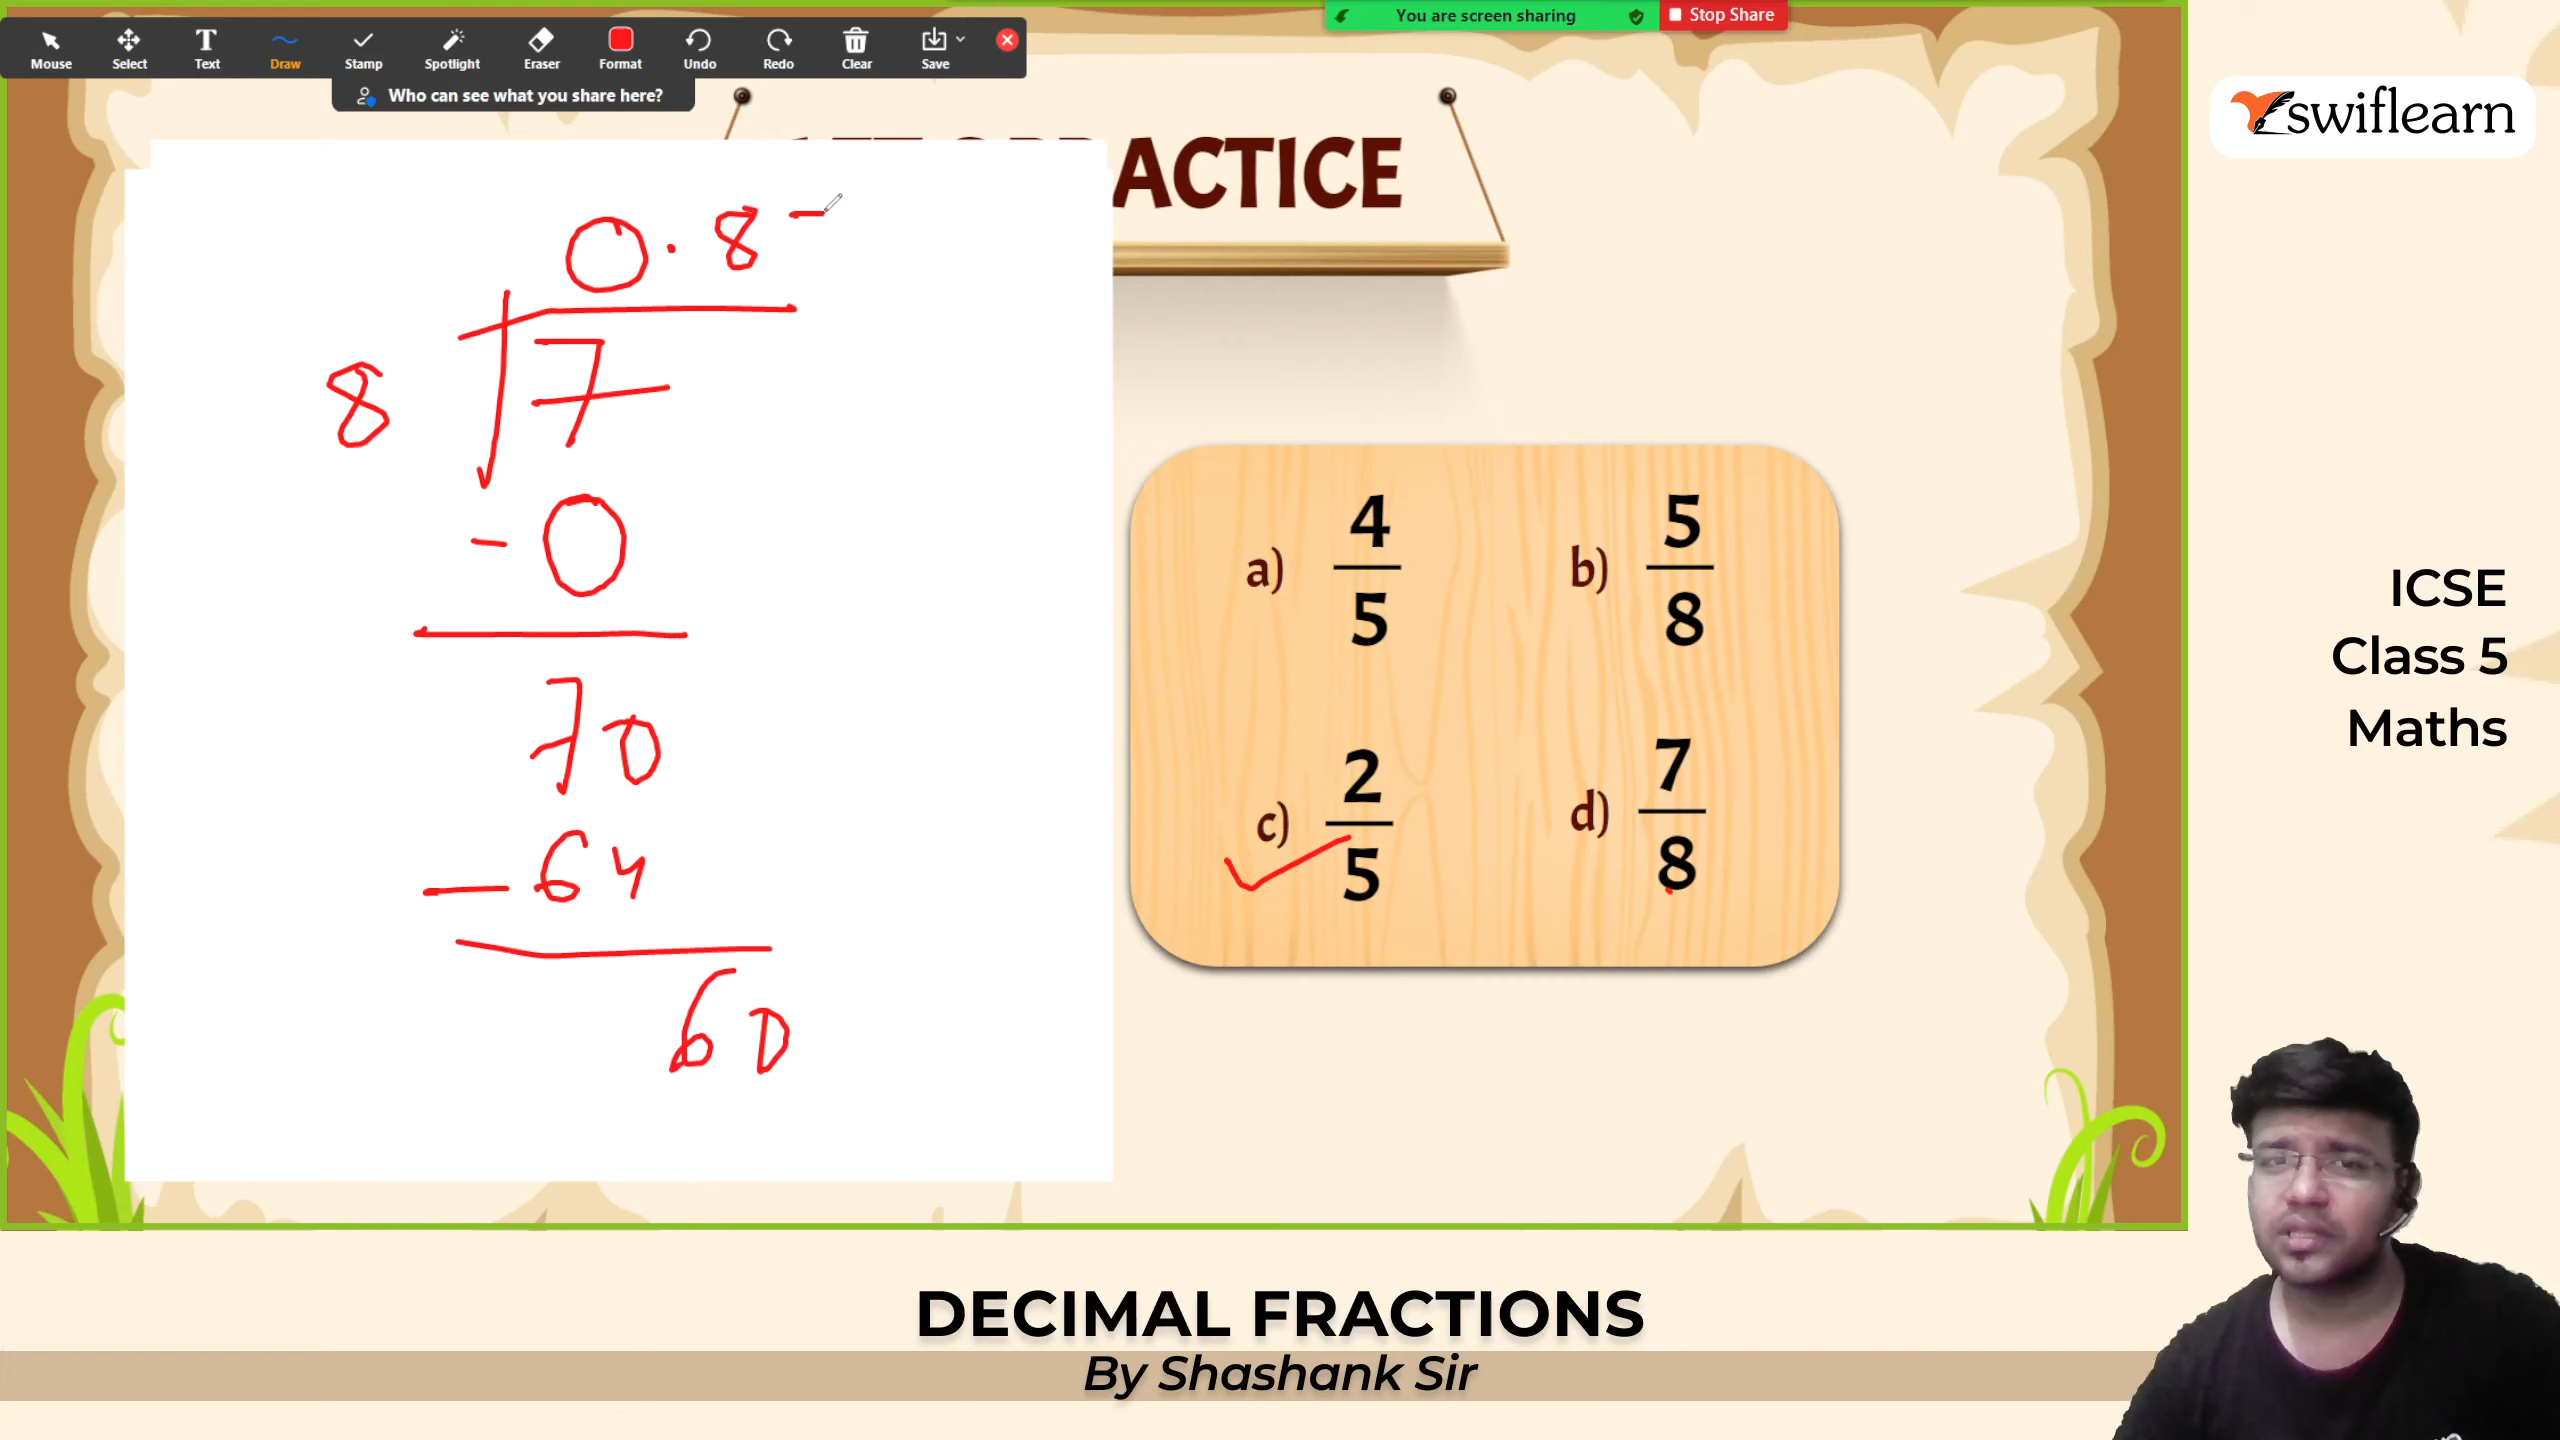 You are screen sharing
Stop Share
Mouse
Select
Text
Draw
Stamp
Spotlight
Eraser
Format
Undo
Redo
Clear
Save
Who can see what you share here?
swiflearn
0.8
8
7
- 0
70
- 64
60
a) 4/5
b) 5/8
c) 2/5
d) 7/8
ICSE
Class 5
Maths
DECIMAL FRACTIONS
By Shashank Sir